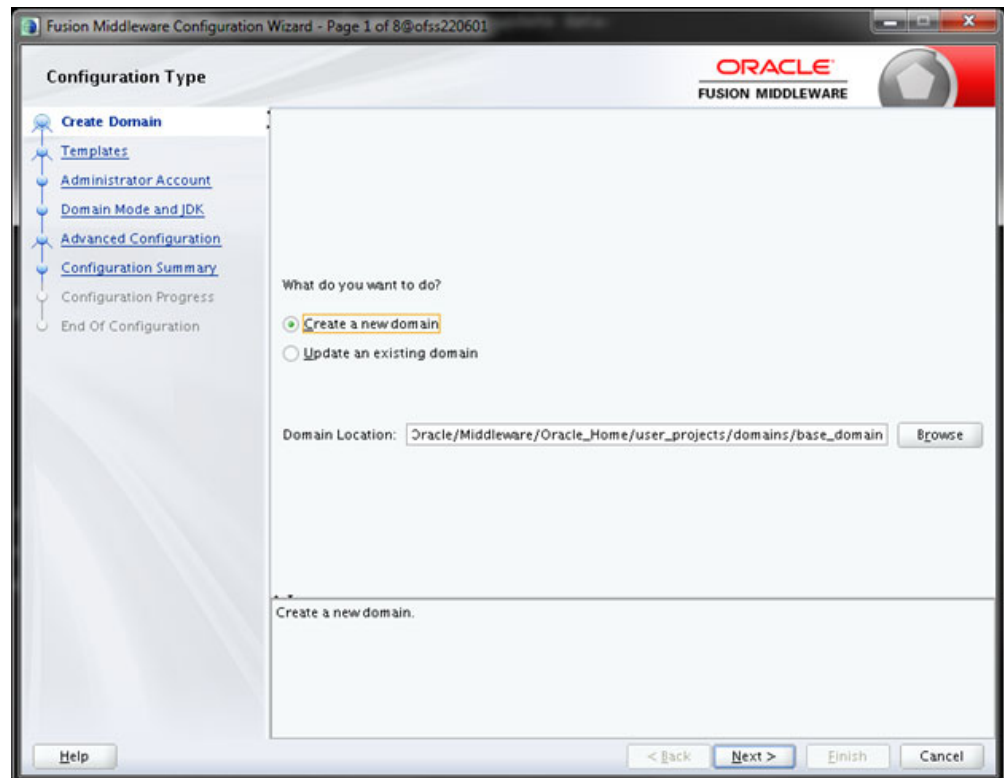 Fusion Middleware Configuration Wizard - Page 1 of 8@ofss220601
Configuration Type
ORACLE
FUSION MIDDLEWARE
Create Domain
Templates
Administrator Account
Domain Mode and JDK
Advanced Configuration
Configuration Summary
Configuration Progress
End Of Configuration
What do you want to do?
Create a new domain
Update an existing domain
Domain Location: Oracle/Middleware/Oracle_Home/user_projects/domains/base_domain Browse
Create a new domain.
Help < Back Next > Finish Cancel